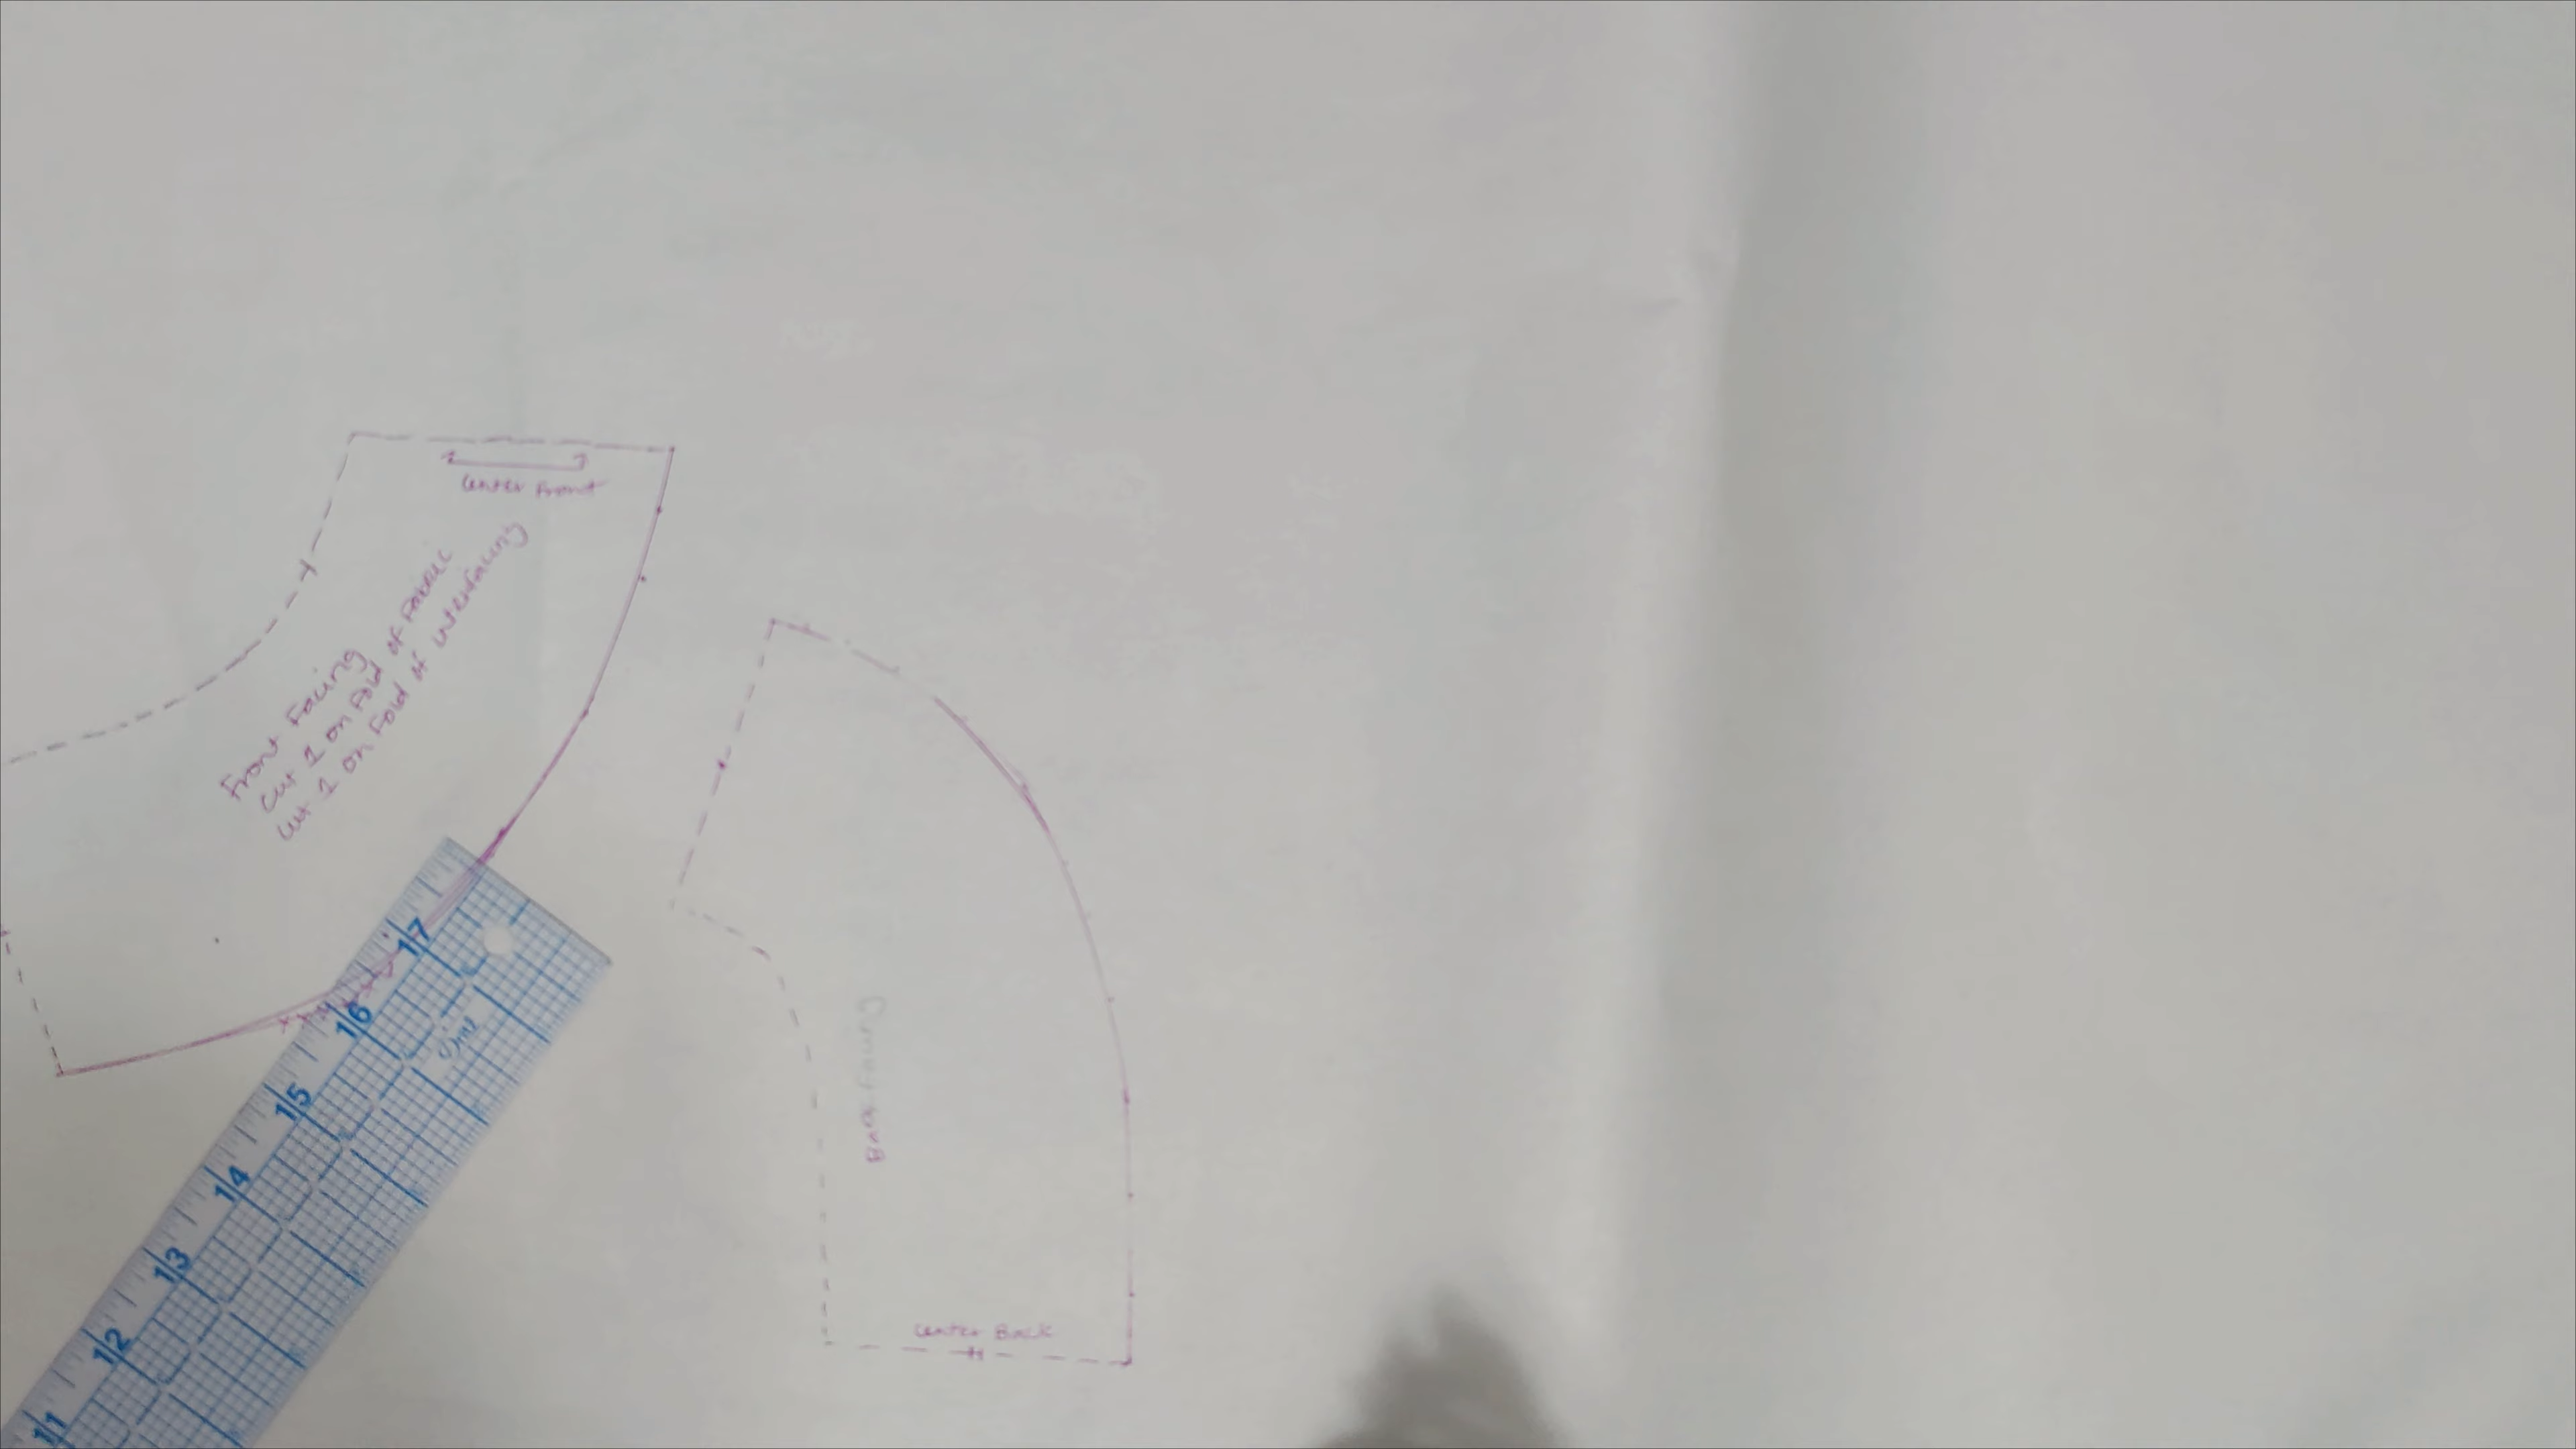 Center Front
Front Facing
Cut 1 on Fold of Fabric
Cut 1 on Fold of interfacing
Back Facing
Center Back
17
16
15
14
13
12
11